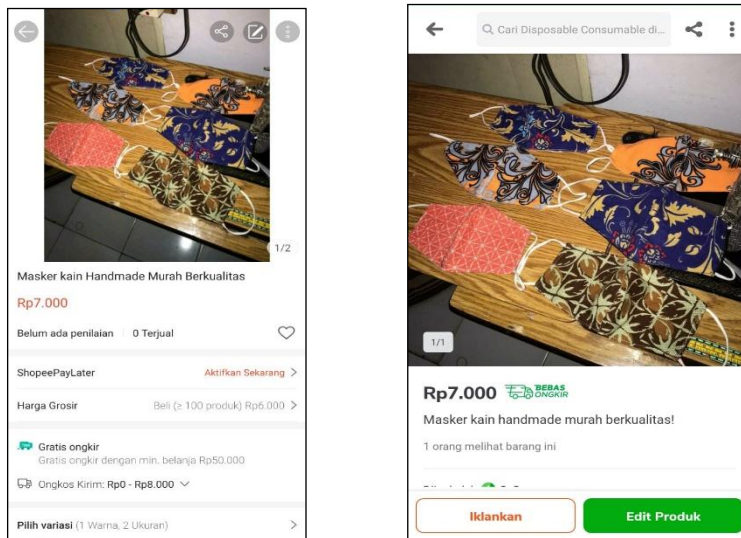 1/2
Masker kain Handmade Murah Berkualitas
Rp7.000
Belum ada penilaian 0 Terjual
ShopeePayLater Aktifkan Sekarang >
Harga Grosir Beli (≥ 100 produk) Rp6.000 >
Gratis ongkir
Gratis ongkir dengan min. belanja Rp50.000
Ongkos Kirim: Rp0 - Rp8.000
Pilih variasi (1 Warna, 2 Ukuran) >
Cari Disposable Consumable di...
1/1
Rp7.000 BEBAS ONGKIR
Masker kain handmade murah berkualitas!
1 orang melihat barang ini
Iklankan Edit Produk